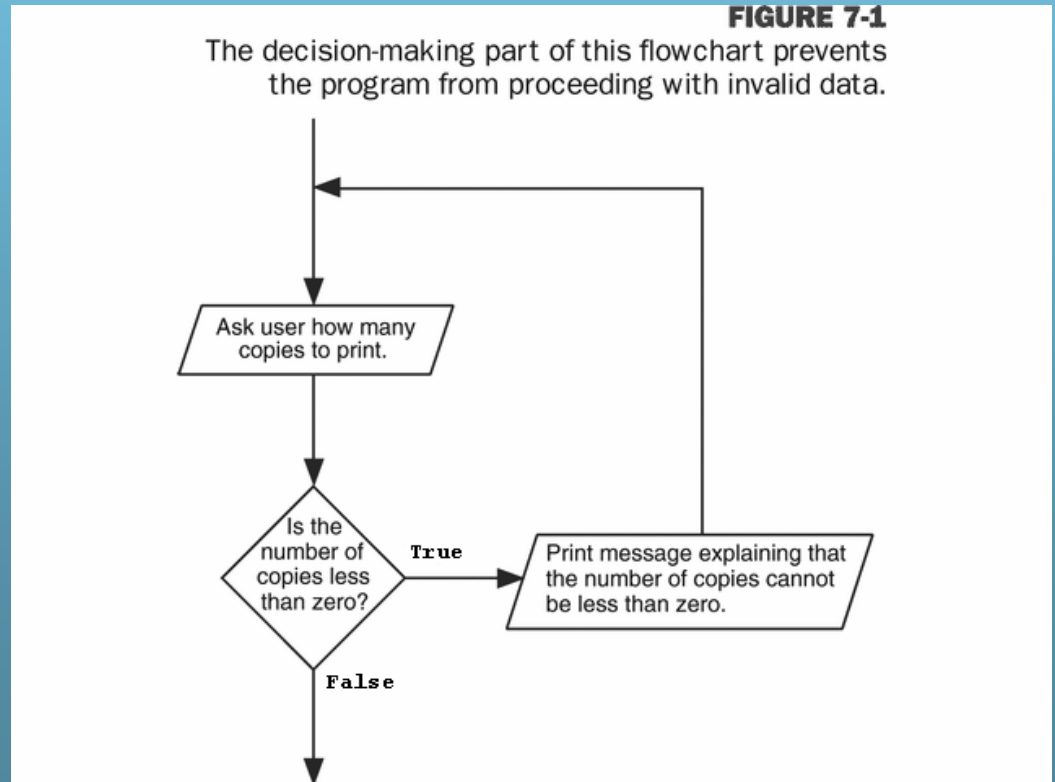 FIGURE 7-1
The decision-making part of this flowchart prevents
the program from proceeding with invalid data.
Ask user how many
copies to print.
Is the
number of
copies less
than zero?
True
Print message explaining that
the number of copies cannot
be less than zero.
False